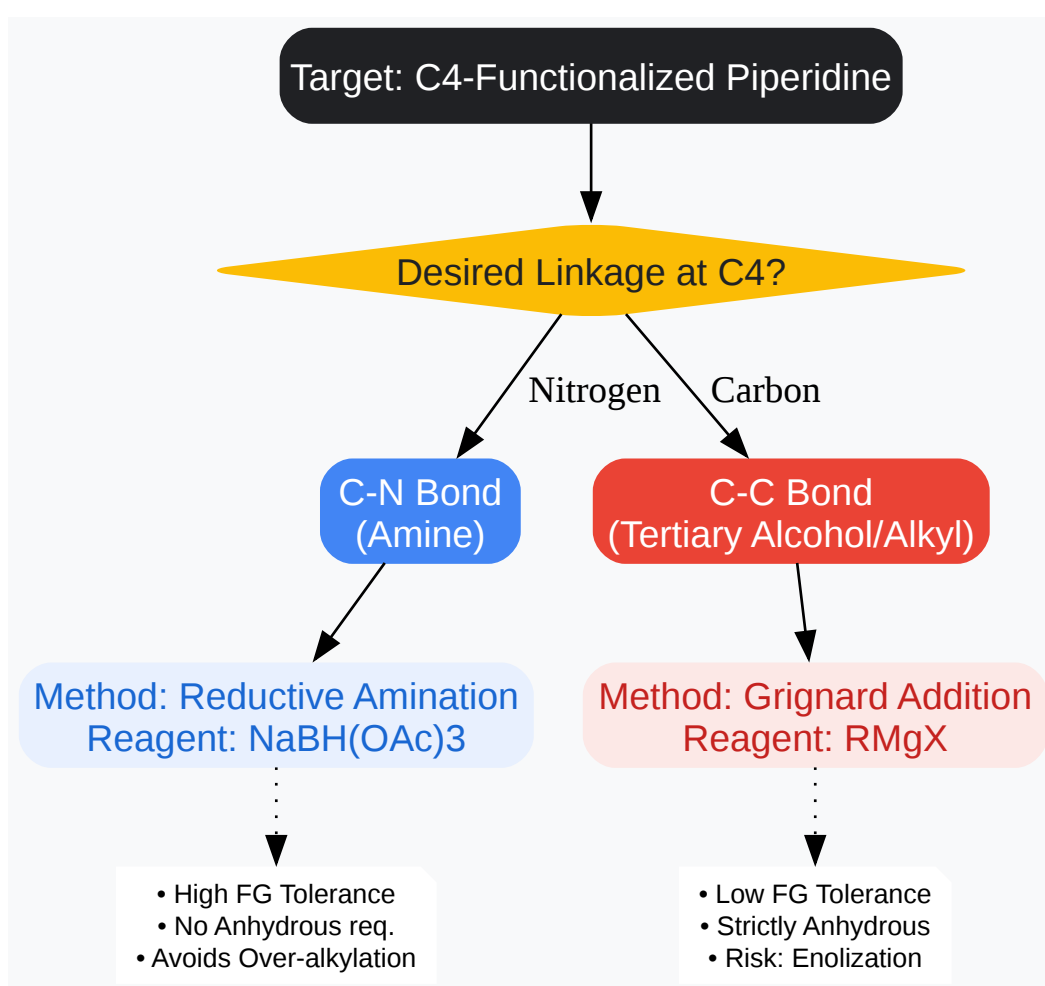 Target: C4-Functionalized Piperidine
Desired Linkage at C4?
Nitrogen
Carbon
C-N Bond
(Amine)
C-C Bond
(Tertiary Alcohol/Alkyl)
Method: Reductive Amination
Reagent: NaBH(OAc)3
Method: Grignard Addition
Reagent: RMgX
• High FG Tolerance
• No Anhydrous req.
• Avoids Over-alkylation
• Low FG Tolerance
• Strictly Anhydrous
• Risk: Enolization